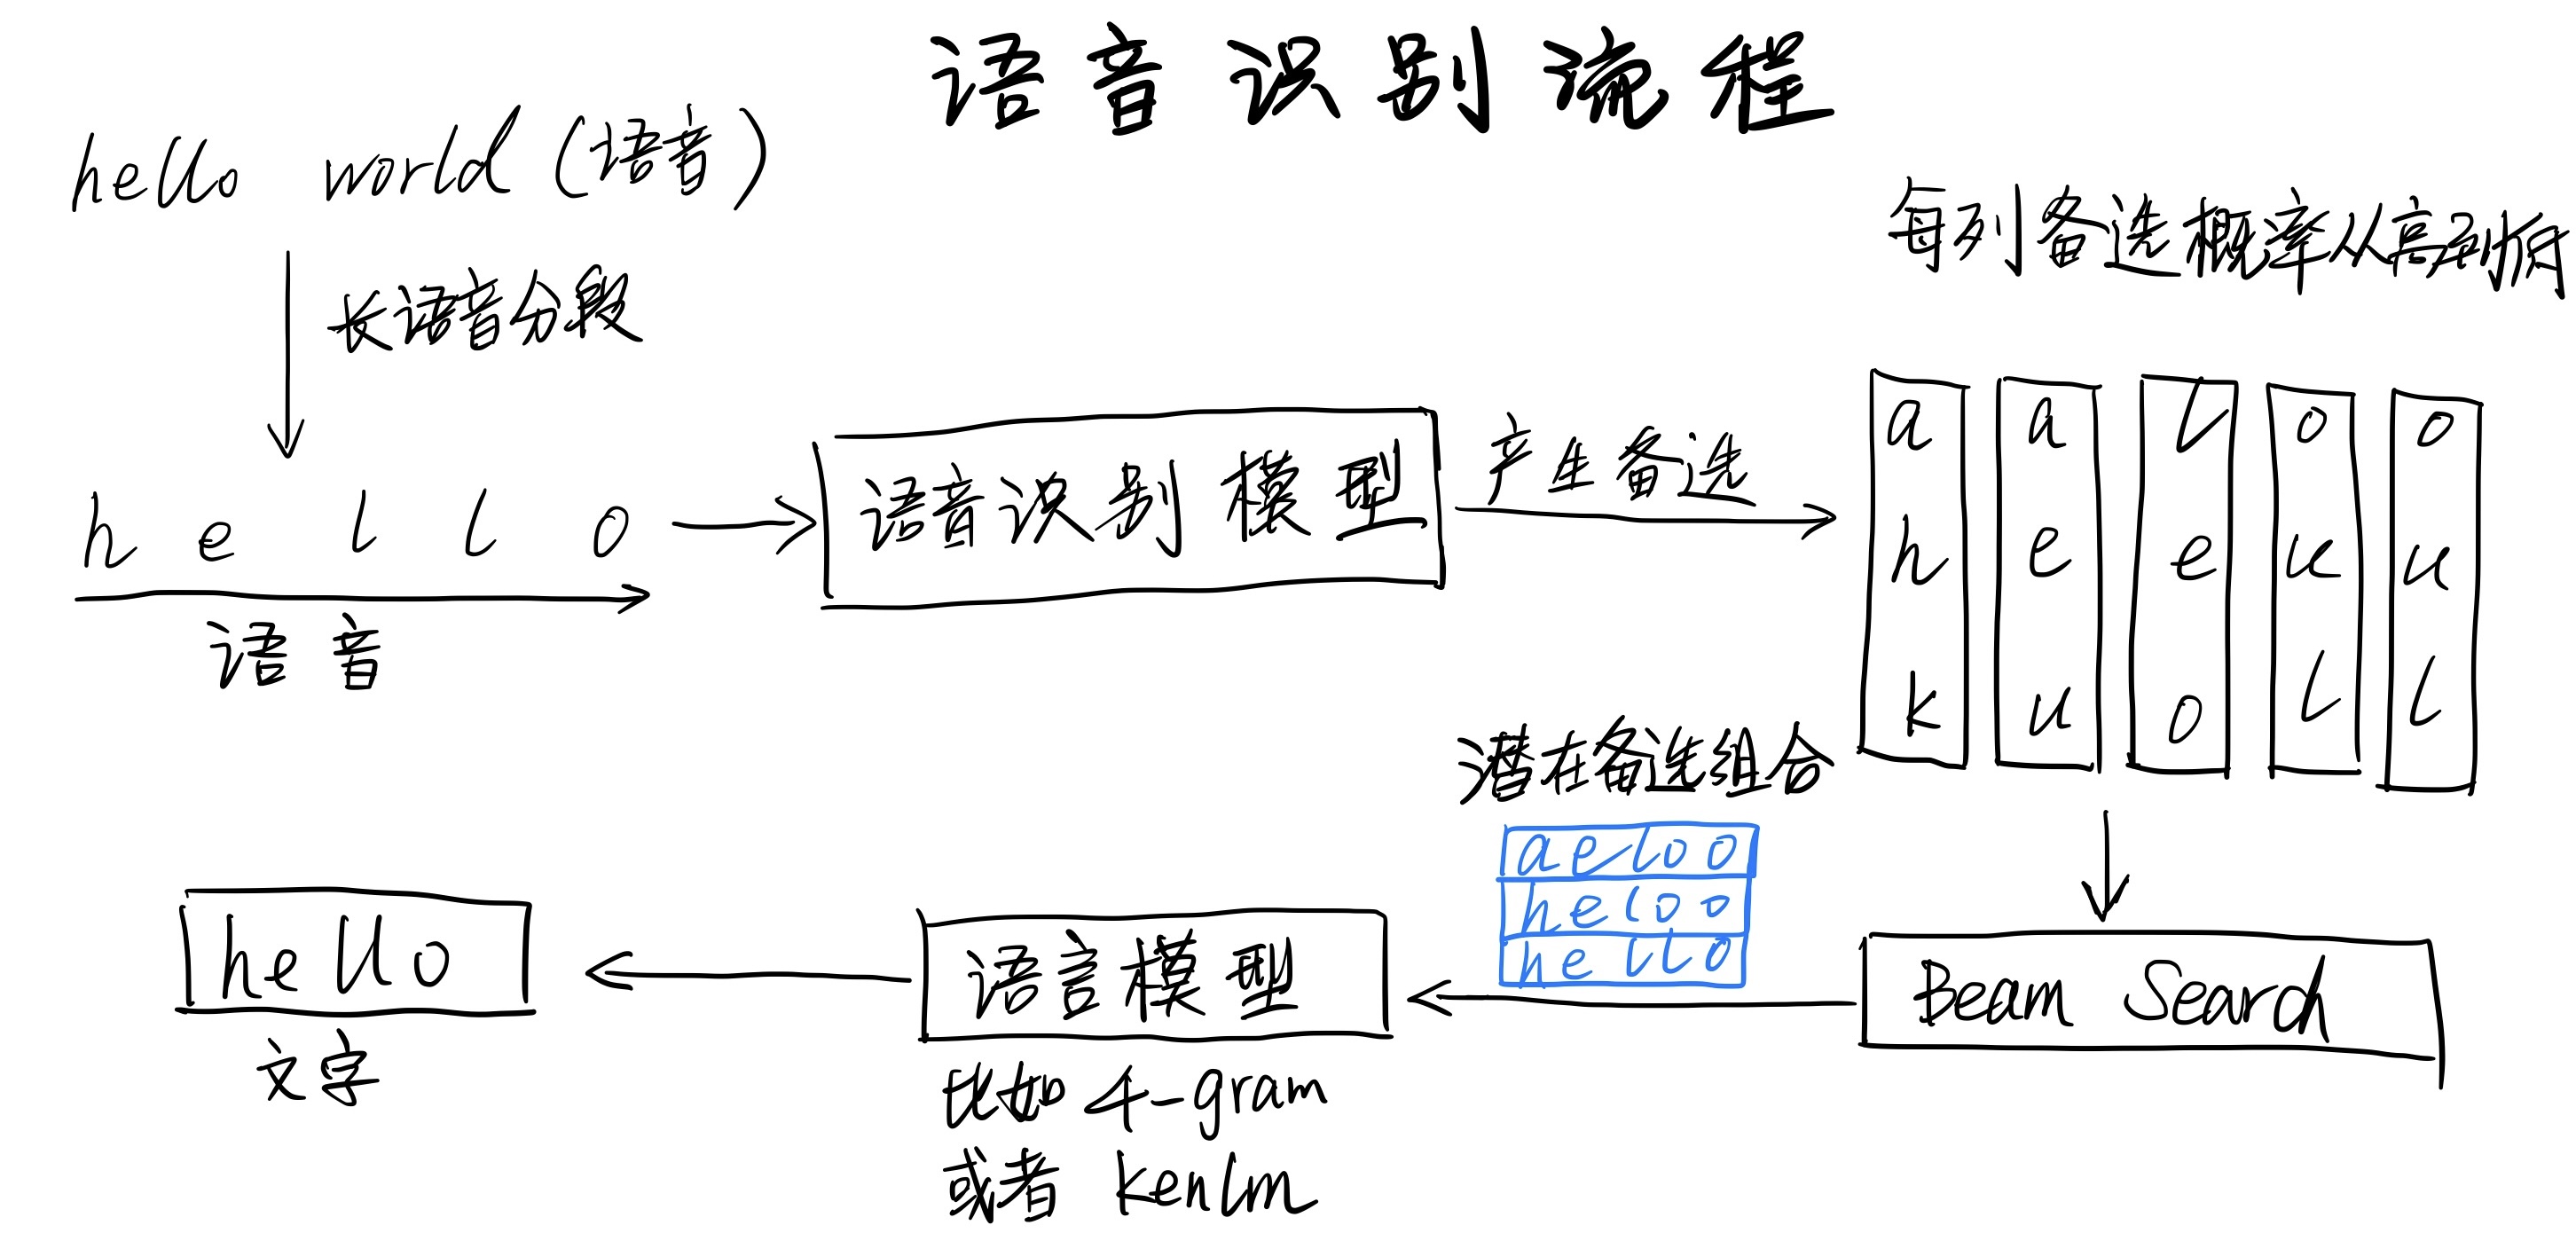 语音识别流程
hello world (语音)
长语音分段
每列备选概率从高到低
h e l l o
语音
语音识别模型
产生备选
a a l o o
h e e u u
k u o l l
潜在备选组合
aeloo
heloo
hello
Beam Search
语言模型
比如 4-gram
或者 kenlm
hello
文字